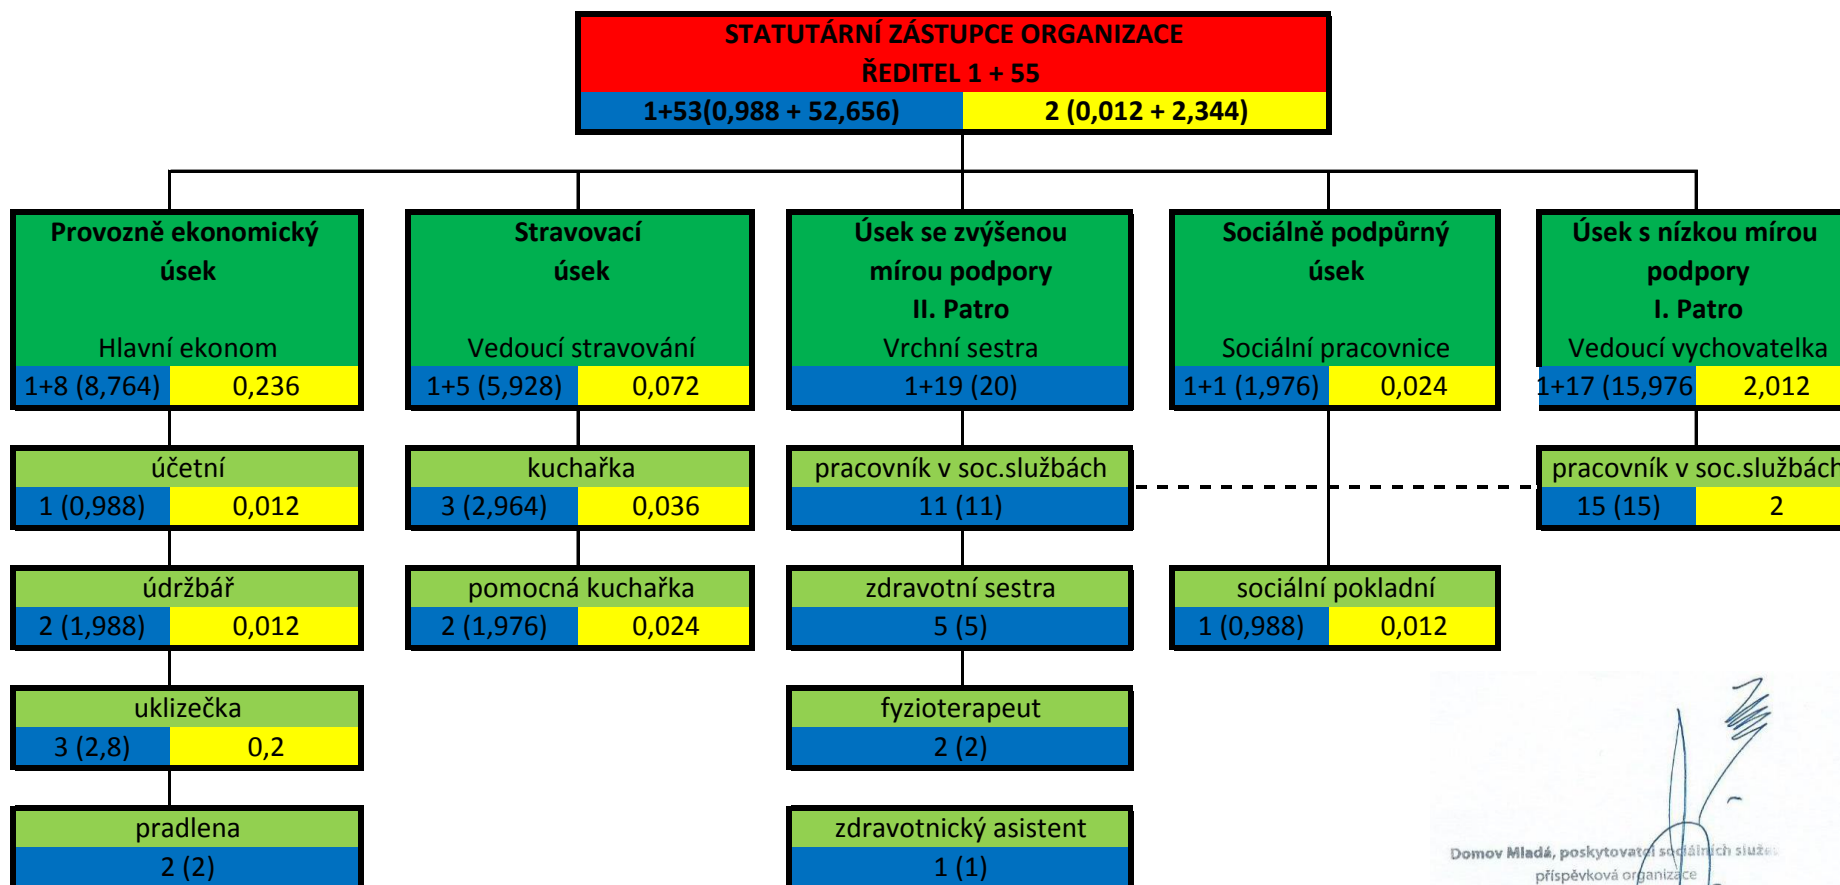 STATUTÁRNÍ ZÁSTUPCE ORGANIZACE
ŘEDITEL 1 + 55
1+53(0,988 + 52,656)
2 (0,012 + 2,344)
Provozně ekonomický
úsek
Hlavní ekonom
1+8 (8,764)
0,236
účetní
1 (0,988)
0,012
údržbář
2 (1,988)
0,012
uklizečka
3 (2,8)
0,2
pradlena
2 (2)
Stravovací
úsek
Vedoucí stravování
1+5 (5,928)
0,072
kuchařka
3 (2,964)
0,036
pomocná kuchařka
2 (1,976)
0,024
Úsek se zvýšenou
mírou podpory
II. Patro
Vrchní sestra
1+19 (20)
pracovník v soc.službách
11 (11)
zdravotní sestra
5 (5)
fyzioterapeut
2 (2)
zdravotnický asistent
1 (1)
Sociálně podpůrný
úsek
Sociální pracovnice
1+1 (1,976)
0,024
sociální pokladní
1 (0,988)
0,012
Úsek s nízkou mírou
podpory
I. Patro
Vedoucí vychovatelka
1+17 (15,976
2,012
pracovník v soc.službách
15 (15)
2
Domov Mladá, poskytovatel sociálních služeb
příspěvková organizace